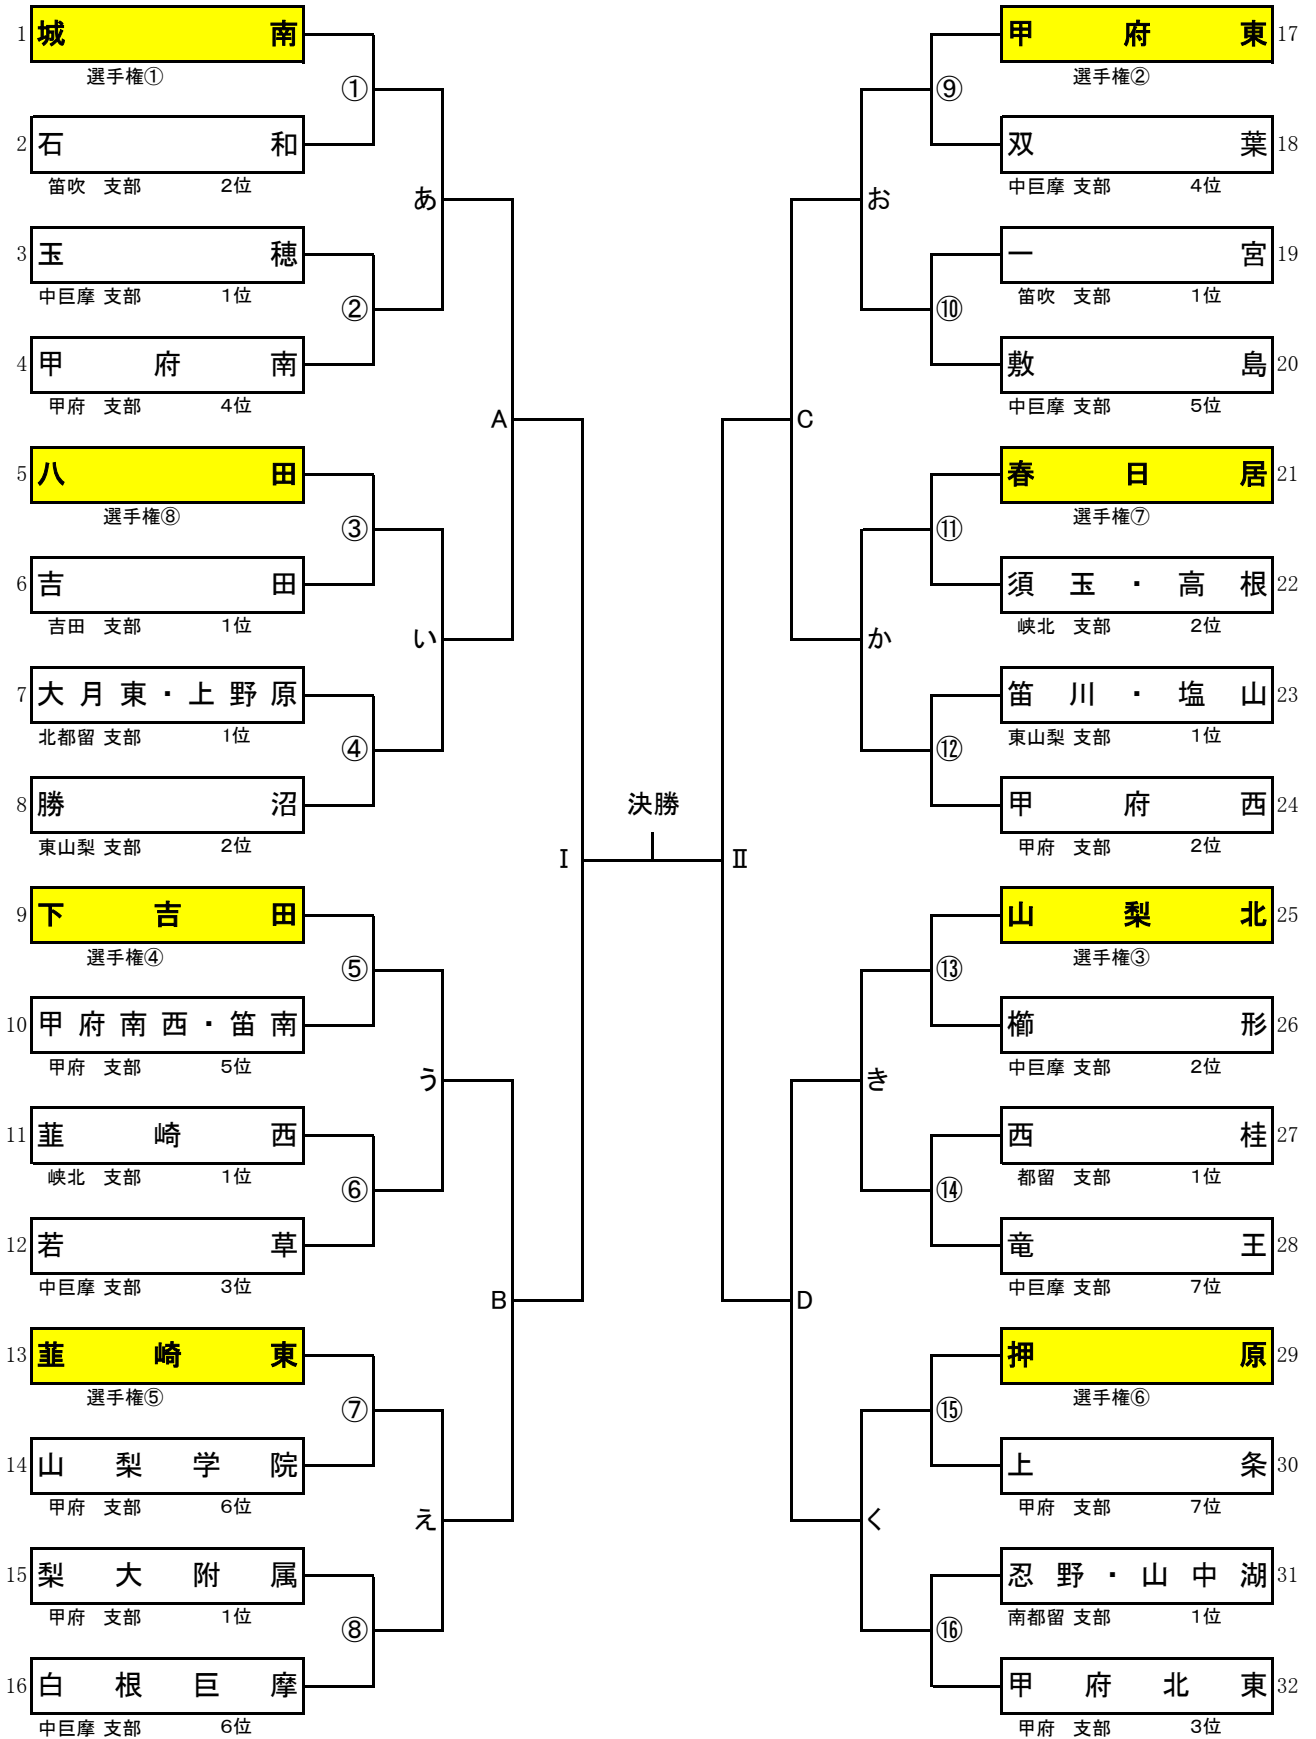 1 城南
選手権①
①
2 石和
笛吹 支部 2位
あ
3 玉穂
中巨摩 支部 1位
②
4 甲府南
甲府 支部 4位
A
5 八田
選手権⑧
③
6 吉田
吉田 支部 1位
い
7 大月東・上野原
北都留 支部 1位
④
8 勝沼
東山梨 支部 2位
Ⅰ
9 下吉田
選手権④
⑤
10 甲府南西・笛南
甲府 支部 5位
う
11 韮崎西
峡北 支部 1位
⑥
12 若草
中巨摩 支部 3位
B
13 韮崎東
選手権⑤
⑦
14 山梨学院
甲府 支部 6位
え
15 梨大附属
甲府 支部 1位
⑧
16 白根巨摩
中巨摩 支部 6位
決勝
甲府東 17
選手権②
⑨
双葉 18
中巨摩 支部 4位
お
一宮 19
笛吹 支部 1位
⑩
敷島 20
中巨摩 支部 5位
C
春日居 21
選手権⑦
⑪
須玉・高根 22
峡北 支部 2位
か
笛川・塩山 23
東山梨 支部 1位
⑫
甲府西 24
甲府 支部 2位
Ⅱ
山梨北 25
選手権③
⑬
櫛形 26
中巨摩 支部 2位
き
西桂 27
都留 支部 1位
⑭
竜王 28
中巨摩 支部 7位
D
押原 29
選手権⑥
⑮
上条 30
甲府 支部 7位
く
忍野・山中湖 31
南都留 支部 1位
⑯
甲府北東 32
甲府 支部 3位